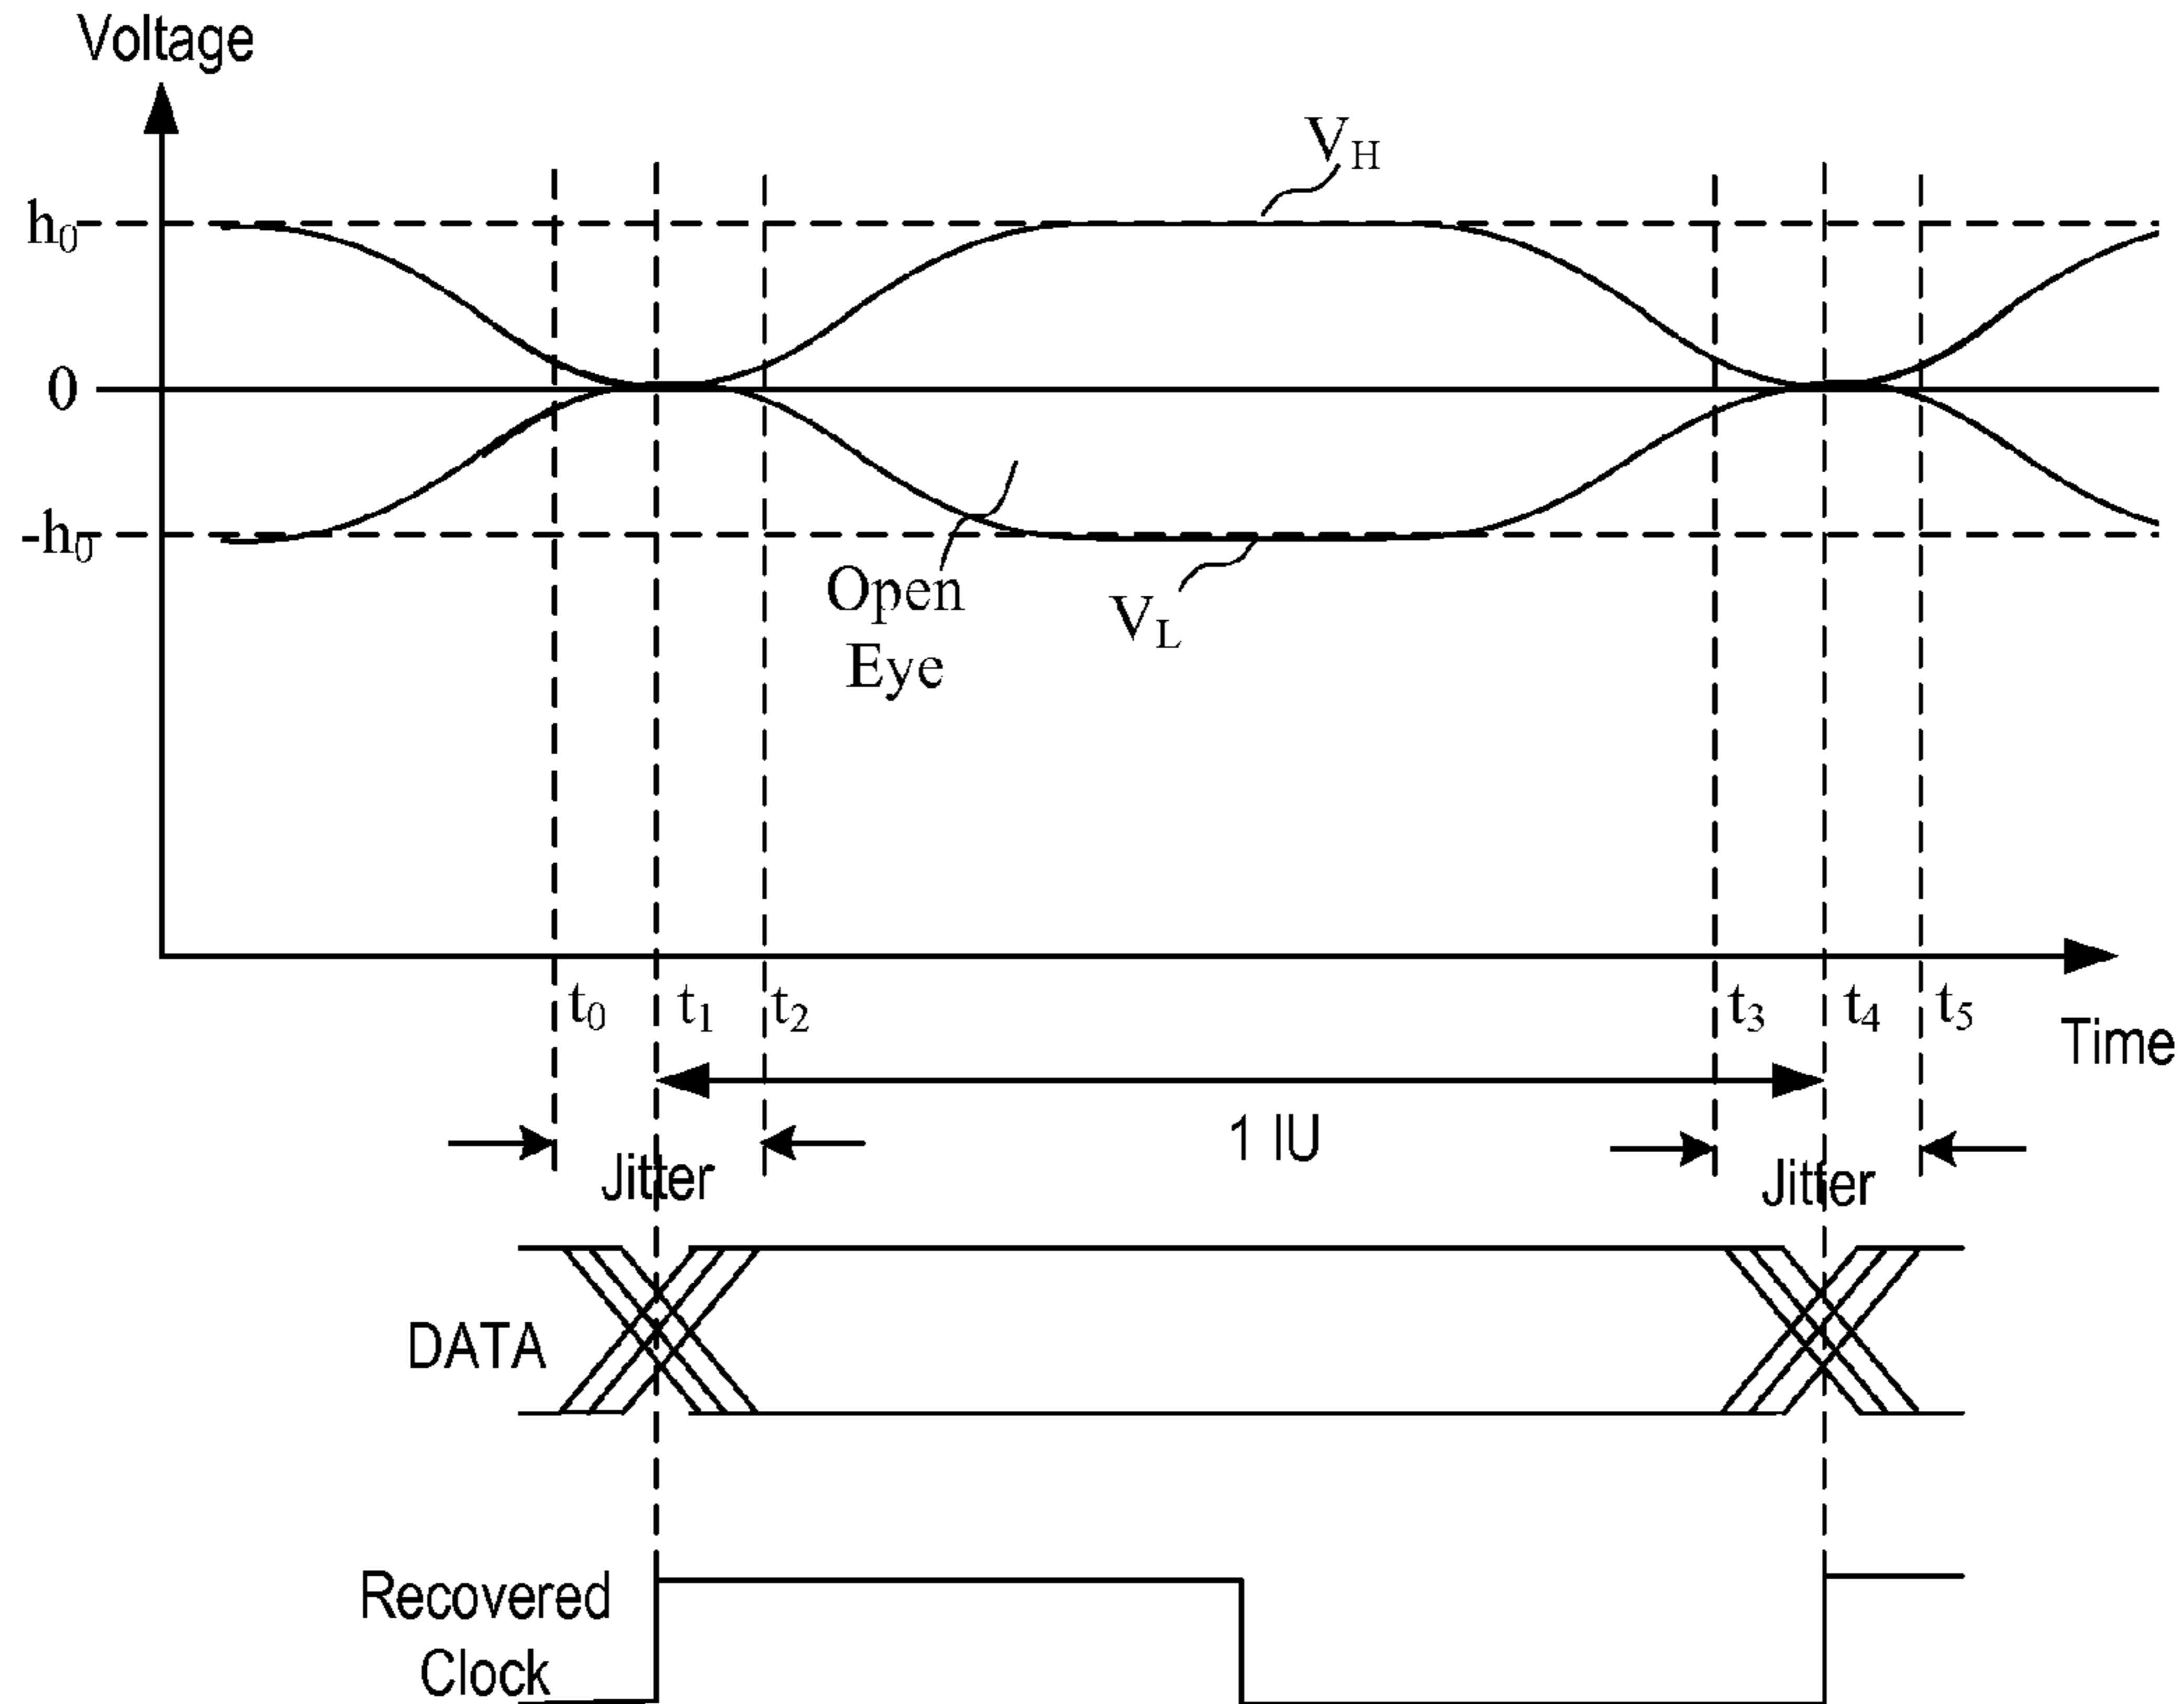 Voltage
V_H
h_0
0
-h_0
Open
Eye
V_L
t_0 t_1 t_2 t_3 t_4 t_5
Time
1 IU
Jitter Jitter
DATA
Recovered
Clock